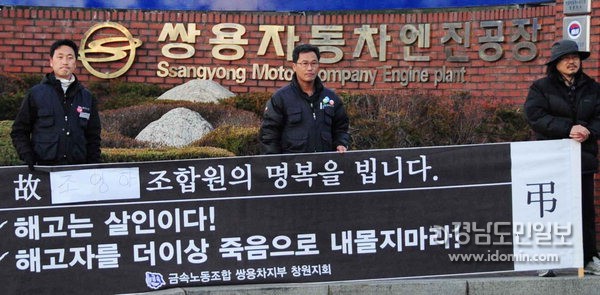 쌍용자동차엔진공장
Ssangyong Motor Company Engine plant
故 조영하 조합원의 명복을 빕니다.
✓해고는 살인이다!
✓해고자를 더이상 죽음으로 내몰지마라!
금속노동조합 쌍용차지부 창원지회
弔
경남도민일보
www.idomin.com